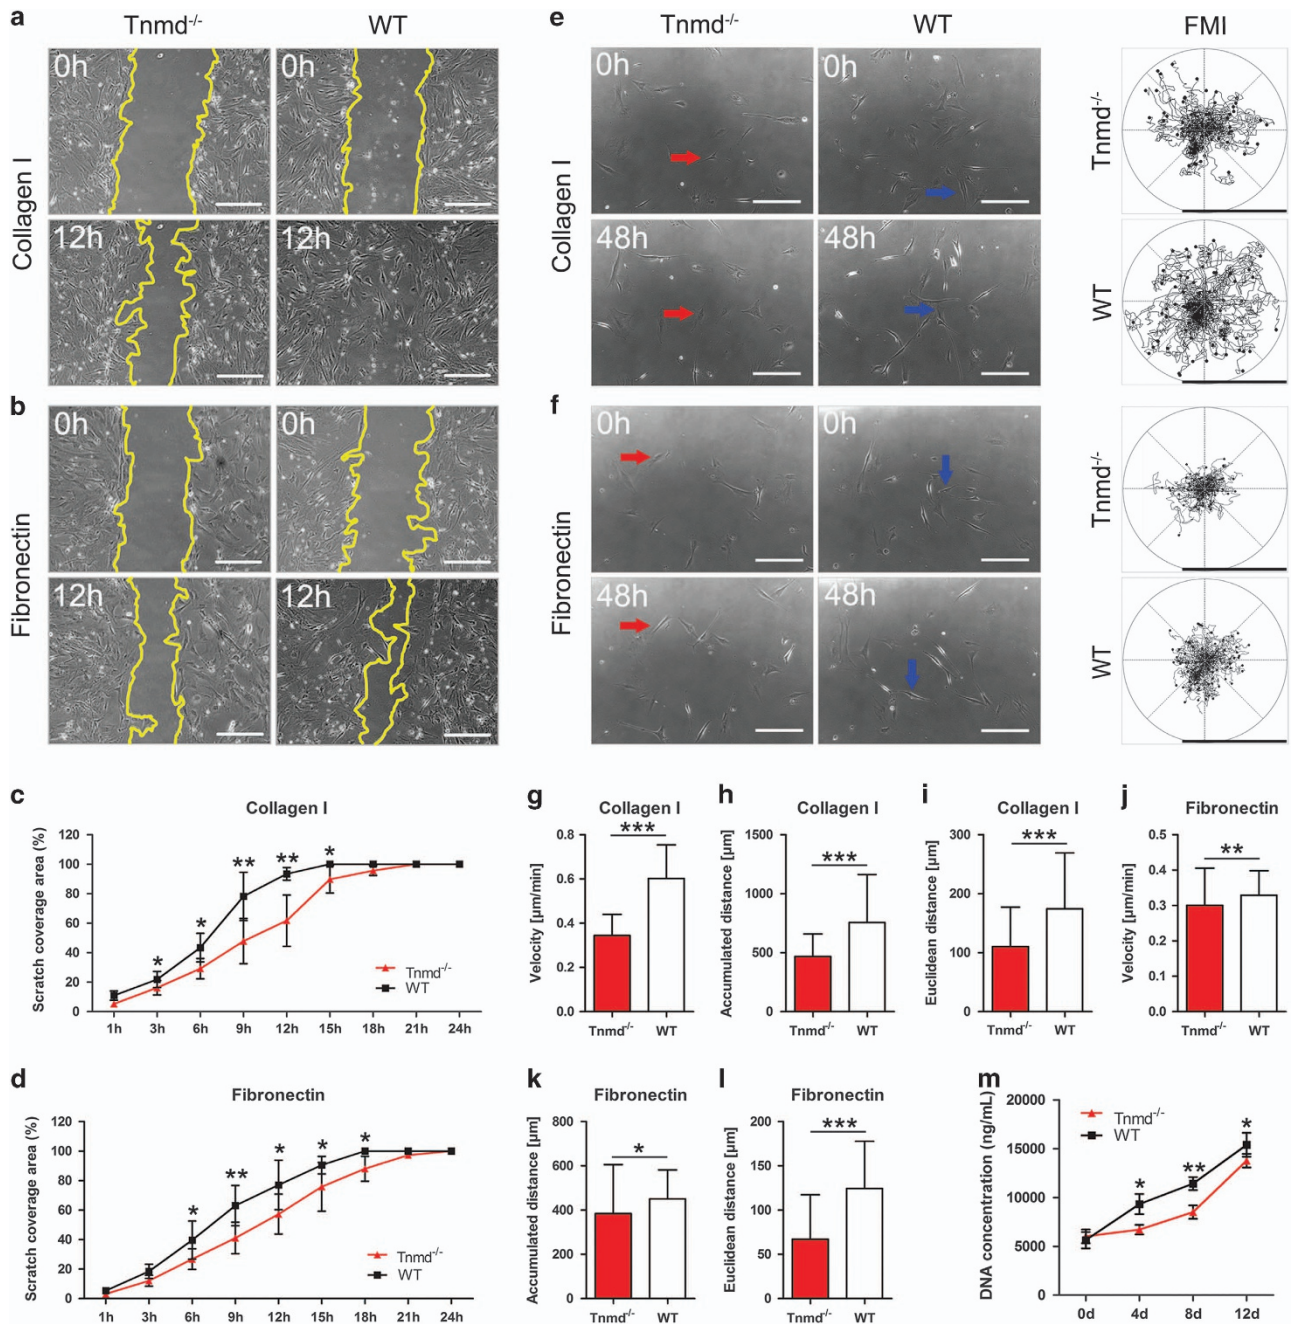 a
Tnmd-/-
WT
Collagen I
0h
0h
12h
12h
b
Fibronectin
0h
0h
12h
12h
e
Tnmd-/-
WT
FMI
Collagen I
0h
0h
Tnmd-/-
48h
48h
WT
f
Fibronectin
0h
0h
Tnmd-/-
48h
48h
WT
c
Collagen I
Scratch coverage area (%)
120
100
80
60
40
20
0
*
*
**
**
*
Tnmd-/-
WT
1h 3h 6h 9h 12h 15h 18h 21h 24h
g
Collagen I
Velocity [µm/min]
0.8
0.6
0.4
0.2
0.0
***
Tnmd-/- WT
h
Collagen I
Accumulated distance [µm]
1500
1000
500
0
***
Tnmd-/- WT
i
Collagen I
Euclidean distance [µm]
300
200
100
0
***
Tnmd-/- WT
j
Fibronectin
Velocity [µm/min]
0.5
0.4
0.3
0.2
0.1
0.0
**
Tnmd-/- WT
d
Fibronectin
Scratch coverage area (%)
120
100
80
60
40
20
0
*
**
*
*
*
Tnmd-/-
WT
1h 3h 6h 9h 12h 15h 18h 21h 24h
k
Fibronectin
Accumulated distance [µm]
800
600
400
200
0
*
Tnmd-/- WT
l
Fibronectin
Euclidean distance [µm]
200
150
100
50
0
***
Tnmd-/- WT
m
DNA concentration (ng/mL)
20000
15000
10000
5000
0
Tnmd-/-
WT
*
**
*
0d 4d 8d 12d